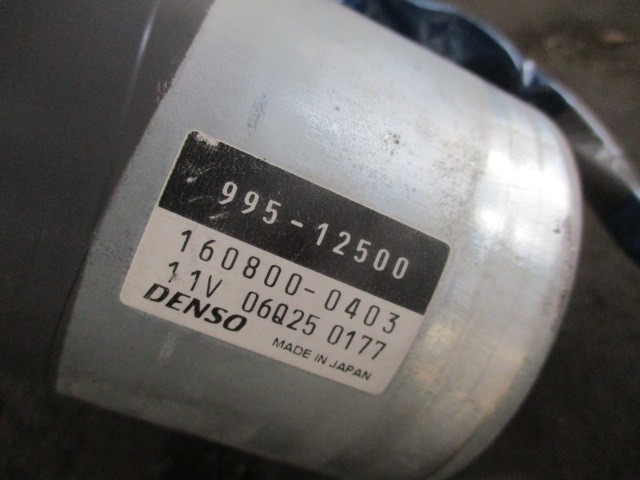 995-12500
160800-0403
11V 06Q25 0177
DENSO
MADE IN JAPAN